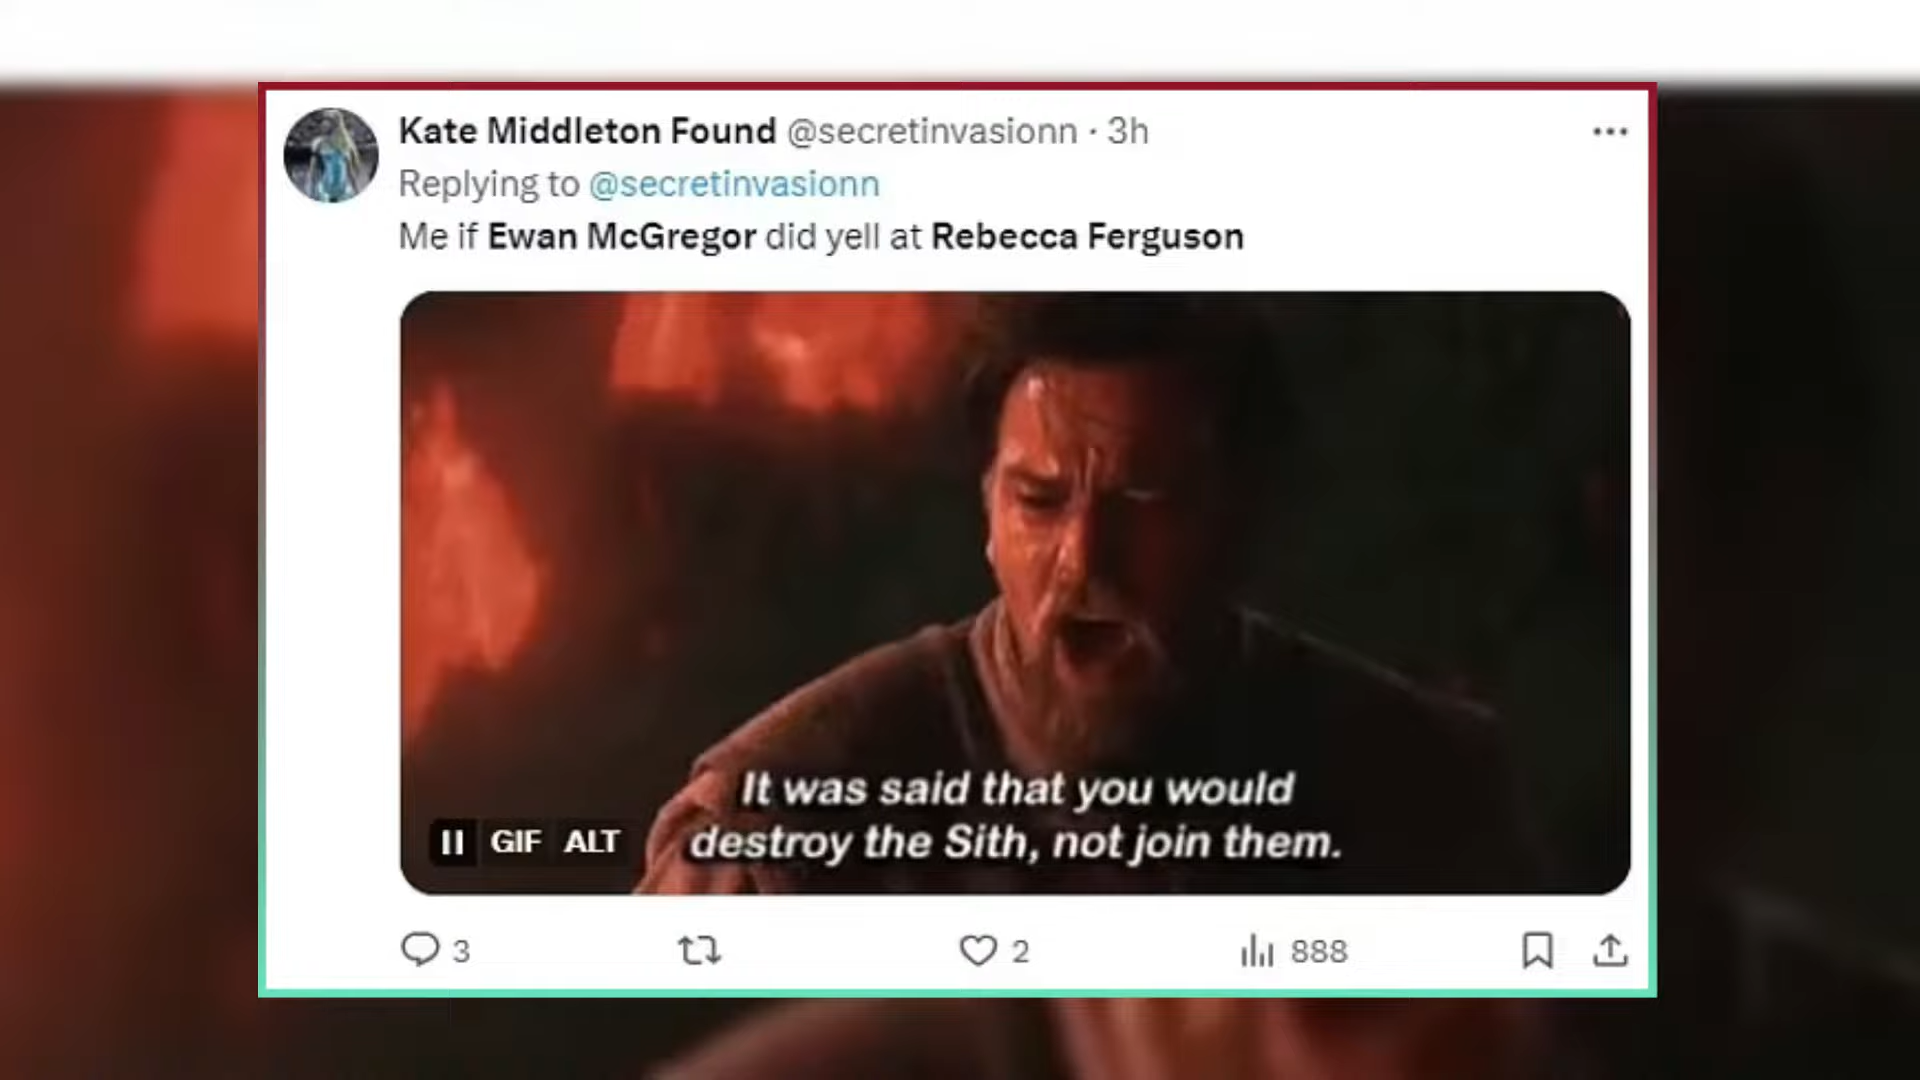 Kate Middleton Found @secretinvasionn · 3h
Replying to @secretinvasionn
Me if Ewan McGregor did yell at Rebecca Ferguson
It was said that you would
destroy the Sith, not join them.
GIF ALT
3 2 888